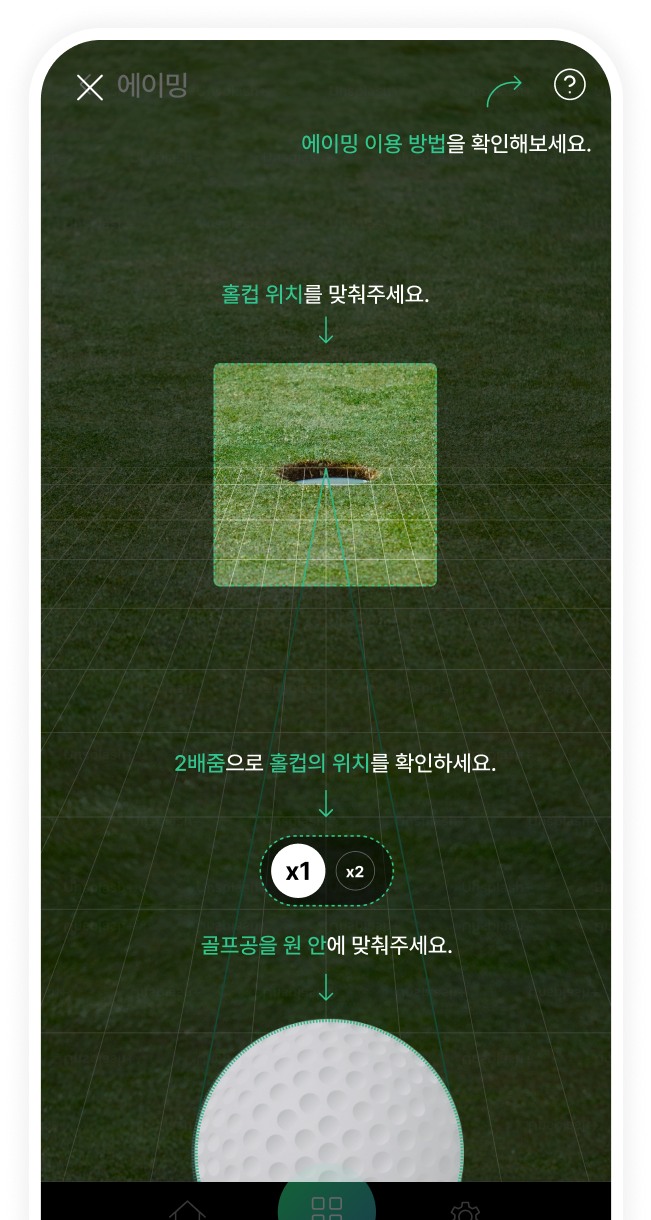 에이밍
에이밍 이용 방법을 확인해보세요.
홀컵 위치를 맞춰주세요.
2배줌으로 홀컵의 위치를 확인하세요.
x1 x2
골프공을 원 안에 맞춰주세요.